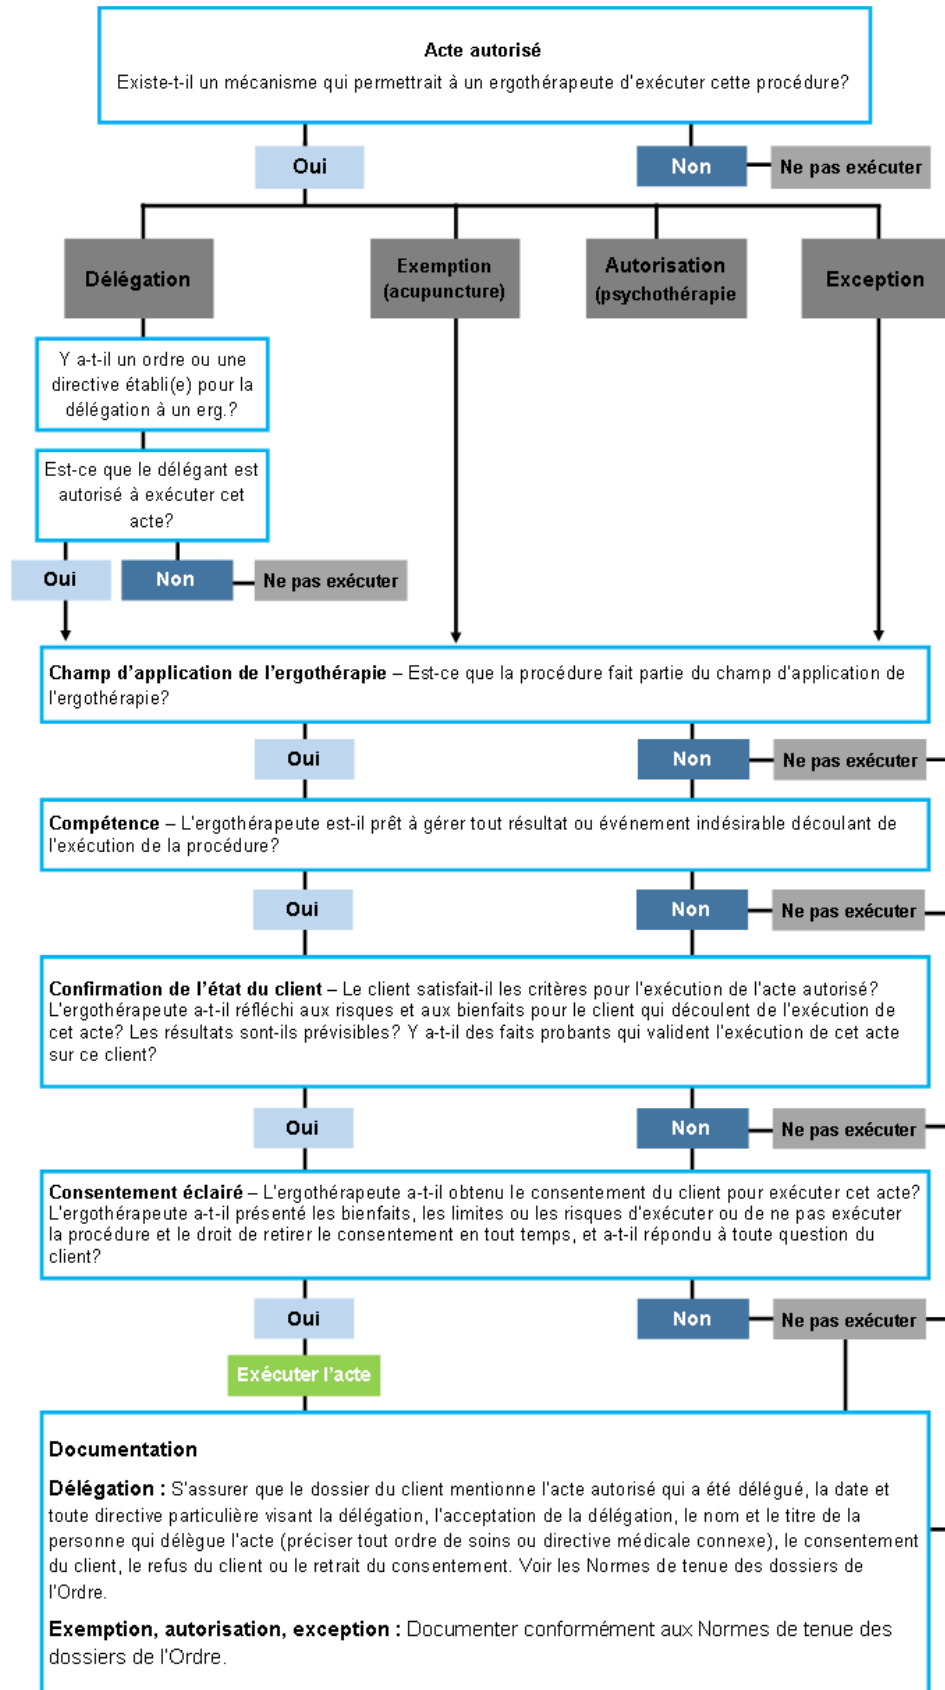 Acte autorisé
Existe-t-il un mécanisme qui permettrait à un ergothérapeute d'exécuter cette procédure?
Oui
Non
Ne pas exécuter
Délégation
Exemption
(acupuncture)
Autorisation
(psychothérapie
Exception
Y a-t-il un ordre ou une
directive établi(e) pour la
délégation à un erg.?
Est-ce que le délégant est
autorisé à exécuter cet
acte?
Oui
Non
Ne pas exécuter
Champ d'application de l'ergothérapie – Est-ce que la procédure fait partie du champ d'application de
l'ergothérapie?
Oui
Non
Ne pas exécuter
Compétence – L'ergothérapeute est-il prêt à gérer tout résultat ou événement indésirable découlant de
l'exécution de la procédure?
Oui
Non
Ne pas exécuter
Confirmation de l'état du client – Le client satisfait-il les critères pour l'exécution de l'acte autorisé?
L'ergothérapeute a-t-il réfléchi aux risques et aux bienfaits pour le client qui découlent de l'exécution de
cet acte? Les résultats sont-ils prévisibles? Y a-t-il des faits probants qui valident l'exécution de cet acte
sur ce client?
Oui
Non
Ne pas exécuter
Consentement éclairé – L'ergothérapeute a-t-il obtenu le consentement du client pour exécuter cet acte?
L'ergothérapeute a-t-il présenté les bienfaits, les limites ou les risques d'exécuter ou de ne pas exécuter
la procédure et le droit de retirer le consentement en tout temps, et a-t-il répondu à toute question du
client?
Oui
Non
Ne pas exécuter
Exécuter l'acte
Documentation
Délégation : S'assurer que le dossier du client mentionne l'acte autorisé qui a été délégué, la date et
toute directive particulière visant la délégation, l'acceptation de la délégation, le nom et le titre de la
personne qui délègue l'acte (préciser tout ordre de soins ou directive médicale connexe), le consentement
du client, le refus du client ou le retrait du consentement. Voir les Normes de tenue des dossiers de
l'Ordre.
Exemption, autorisation, exception : Documenter conformément aux Normes de tenue des
dossiers de l'Ordre.